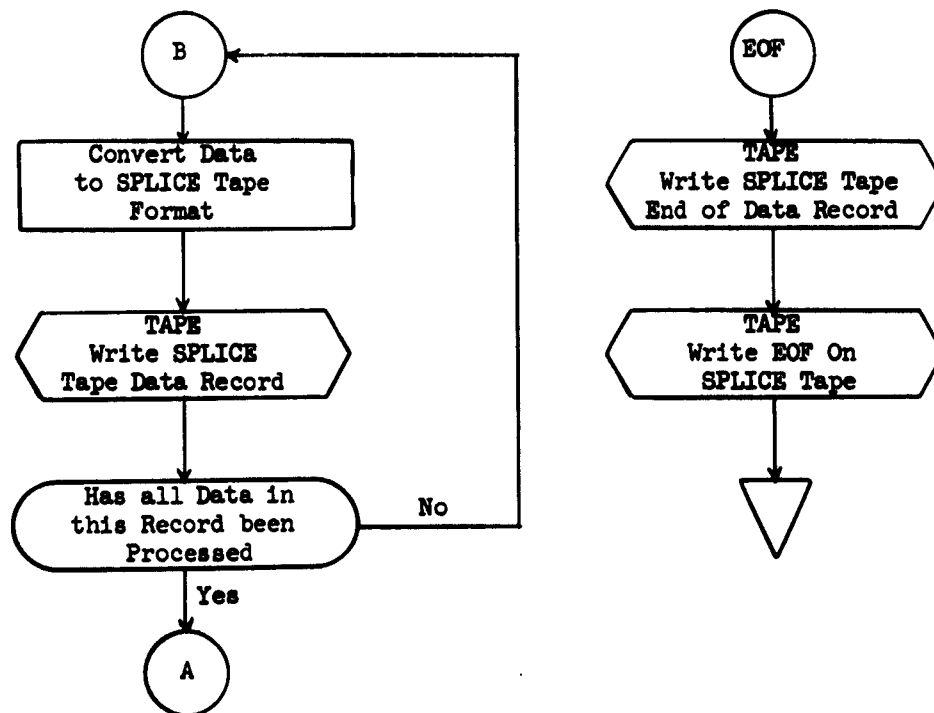 B
Convert Data
to SPLICE Tape
Format
TAPE
Write SPLICE
Tape Data Record
Has all Data in
this Record been
Processed
No
Yes
A
EOF
TAPE
Write SPLICE Tape
End of Data Record
TAPE
Write EOF On
SPLICE Tape